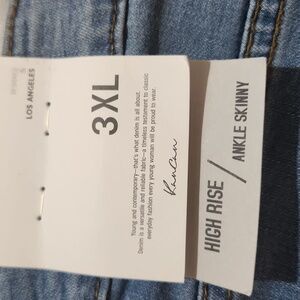 LOS ANGELES
3XL
Young and contemporary—that's what denim is all about.
Denim is a versatile and reliable fabric—a timeless testament to classic
everyday fashion every young woman will be proud to wear.
KanCan
HIGH RISE / ANKLE SKINNY